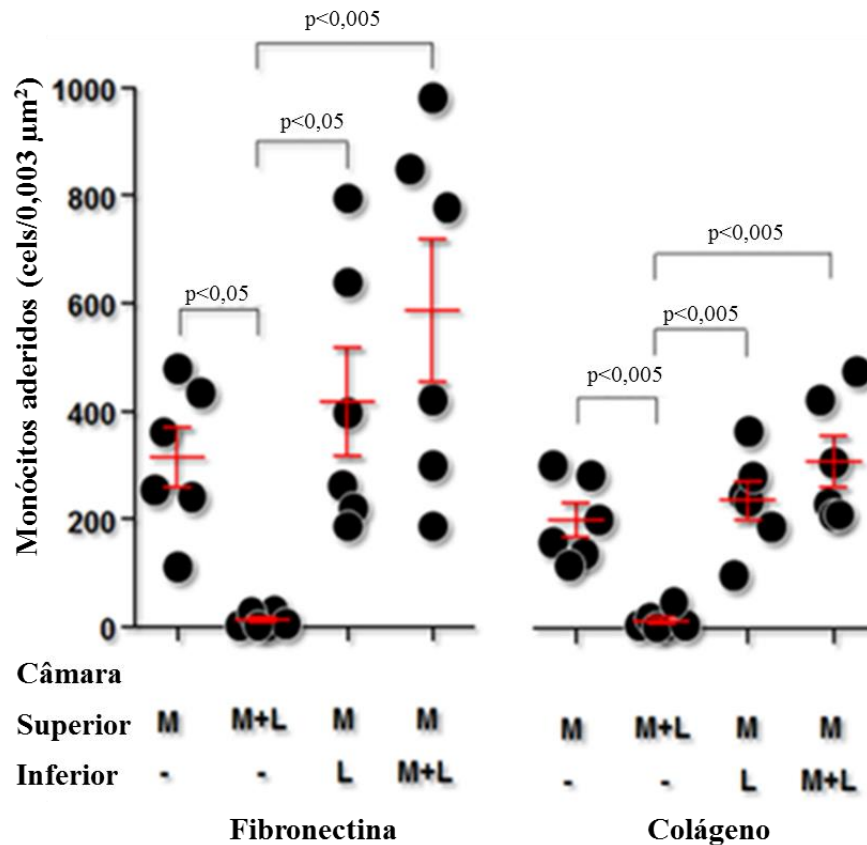 p<0,005
p<0,05
p<0,05
p<0,005
p<0,005
p<0,005
Monócitos aderidos (cels/0,003 µm²)
1000
800
600
400
200
0
Câmara
Superior M M+L M M M M+L M M
Inferior - - L M+L - - L M+L
Fibronectina Colágeno